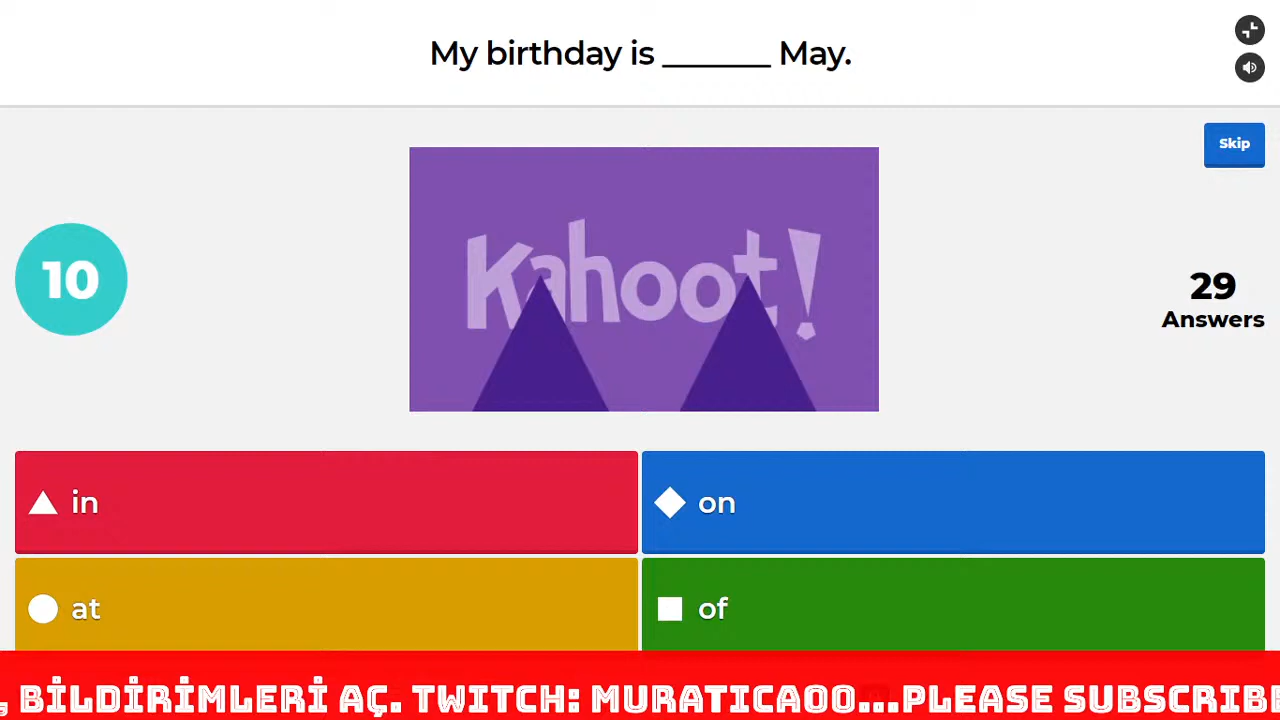 My birthday is _______ May.
Skip
Kahoot!
10
29
Answers
in
on
at
of
, BİLDİRİMLERİ AÇ. TWITCH: MURATICAOO...PLEASE SUBSCRIBE